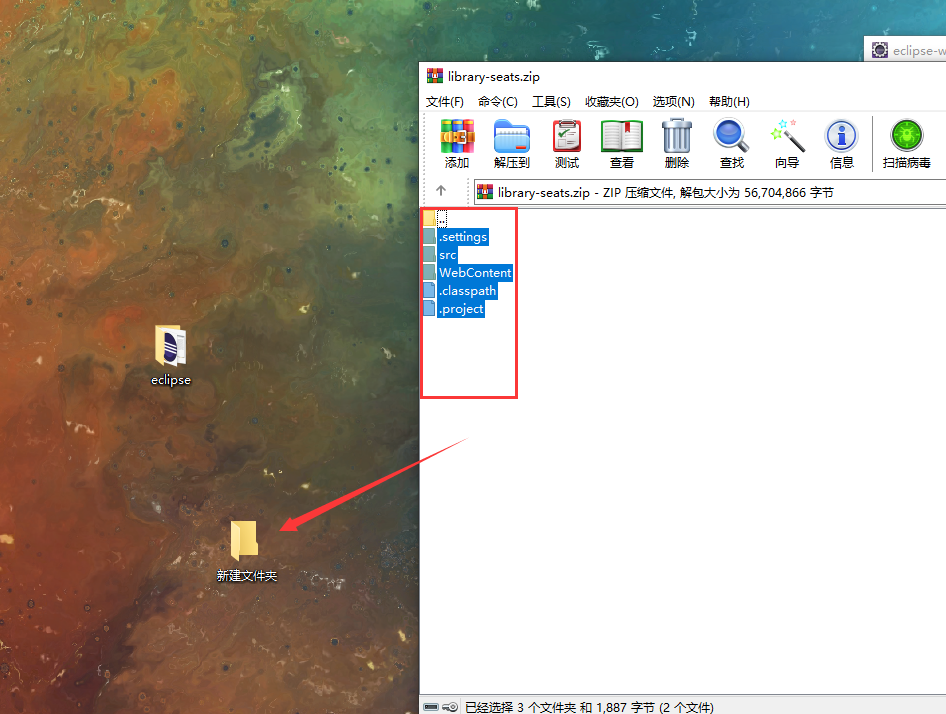 eclipse-w
library-seats.zip
文件(F) 命令(C) 工具(S) 收藏夹(O) 选项(N) 帮助(H)
添加 解压到 测试 查看 删除 查找 向导 信息 扫描病毒
library-seats.zip - ZIP 压缩文件, 解包大小为 56,704,866 字节
..
.settings
src
WebContent
.classpath
.project
eclipse
新建文件夹
已经选择 3 个文件夹 和 1,887 字节 (2 个文件)